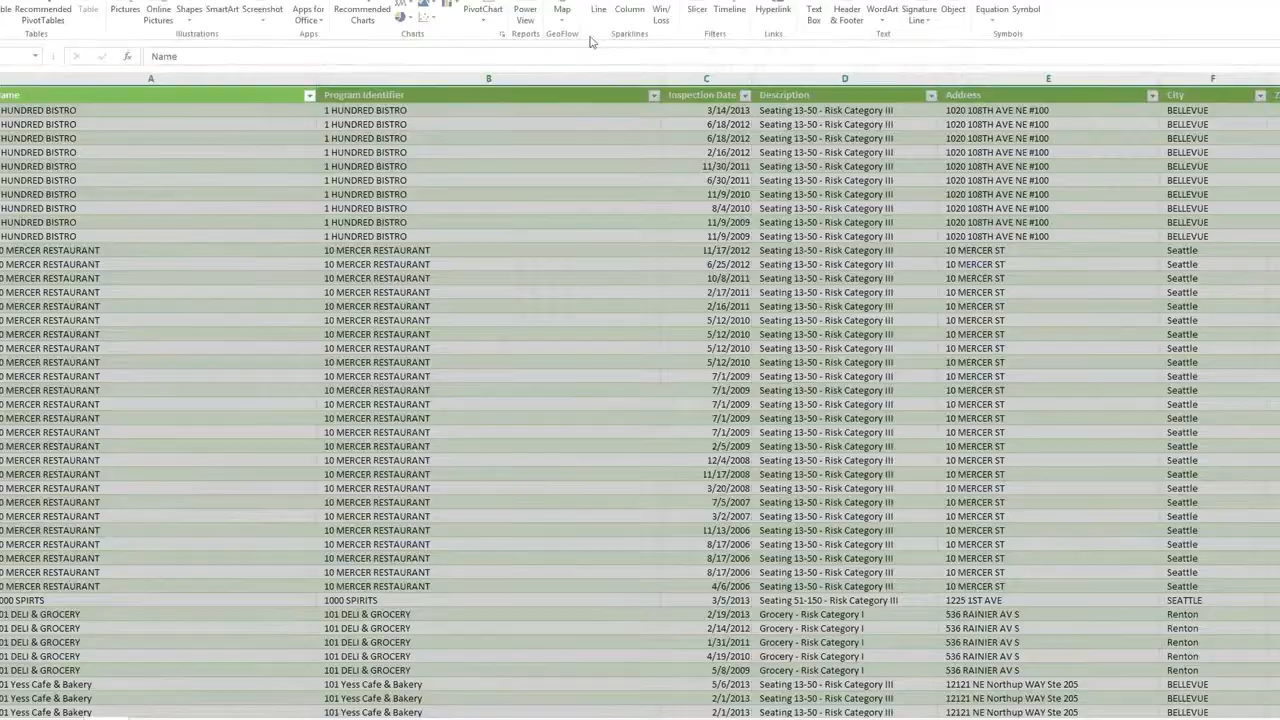 Recommended Table Pictures Online Shapes SmartArt Screenshot Apps for Recommended PivotChart Power Map Line Column Win/ Slicer Timeline Hyperlink Text Header WordArt Signature Object Equation Symbol
PivotTables Pictures Office Charts View Loss Box & Footer Line
Tables Illustrations Apps Charts Reports GeoFlow Sparklines Filters Links Text Symbols
fx Name
A B C D E F
Program Identifier Inspection Date Description Address City
HUNDRED BISTRO 1 HUNDRED BISTRO 3/14/2013 Seating 13-50 - Risk Category III 1020 108TH AVE NE #100 BELLEVUE
HUNDRED BISTRO 1 HUNDRED BISTRO 6/18/2012 Seating 13-50 - Risk Category III 1020 108TH AVE NE #100 BELLEVUE
HUNDRED BISTRO 1 HUNDRED BISTRO 6/18/2012 Seating 13-50 - Risk Category III 1020 108TH AVE NE #100 BELLEVUE
HUNDRED BISTRO 1 HUNDRED BISTRO 2/16/2012 Seating 13-50 - Risk Category III 1020 108TH AVE NE #100 BELLEVUE
HUNDRED BISTRO 1 HUNDRED BISTRO 11/30/2011 Seating 13-50 - Risk Category III 1020 108TH AVE NE #100 BELLEVUE
HUNDRED BISTRO 1 HUNDRED BISTRO 6/30/2011 Seating 13-50 - Risk Category III 1020 108TH AVE NE #100 BELLEVUE
HUNDRED BISTRO 1 HUNDRED BISTRO 11/9/2010 Seating 13-50 - Risk Category III 1020 108TH AVE NE #100 BELLEVUE
HUNDRED BISTRO 1 HUNDRED BISTRO 8/4/2010 Seating 13-50 - Risk Category III 1020 108TH AVE NE #100 BELLEVUE
HUNDRED BISTRO 1 HUNDRED BISTRO 11/9/2009 Seating 13-50 - Risk Category III 1020 108TH AVE NE #100 BELLEVUE
HUNDRED BISTRO 1 HUNDRED BISTRO 11/9/2009 Seating 13-50 - Risk Category III 1020 108TH AVE NE #100 BELLEVUE
0 MERCER RESTAURANT 10 MERCER RESTAURANT 11/17/2012 Seating 13-50 - Risk Category III 10 MERCER ST Seattle
0 MERCER RESTAURANT 10 MERCER RESTAURANT 6/25/2012 Seating 13-50 - Risk Category III 10 MERCER ST Seattle
0 MERCER RESTAURANT 10 MERCER RESTAURANT 10/8/2011 Seating 13-50 - Risk Category III 10 MERCER ST Seattle
0 MERCER RESTAURANT 10 MERCER RESTAURANT 2/17/2011 Seating 13-50 - Risk Category III 10 MERCER ST Seattle
0 MERCER RESTAURANT 10 MERCER RESTAURANT 2/16/2011 Seating 13-50 - Risk Category III 10 MERCER ST Seattle
0 MERCER RESTAURANT 10 MERCER RESTAURANT 5/12/2010 Seating 13-50 - Risk Category III 10 MERCER ST Seattle
0 MERCER RESTAURANT 10 MERCER RESTAURANT 5/12/2010 Seating 13-50 - Risk Category III 10 MERCER ST Seattle
0 MERCER RESTAURANT 10 MERCER RESTAURANT 5/12/2010 Seating 13-50 - Risk Category III 10 MERCER ST Seattle
0 MERCER RESTAURANT 10 MERCER RESTAURANT 5/12/2010 Seating 13-50 - Risk Category III 10 MERCER ST Seattle
0 MERCER RESTAURANT 10 MERCER RESTAURANT 7/1/2009 Seating 13-50 - Risk Category III 10 MERCER ST Seattle
0 MERCER RESTAURANT 10 MERCER RESTAURANT 7/1/2009 Seating 13-50 - Risk Category III 10 MERCER ST Seattle
0 MERCER RESTAURANT 10 MERCER RESTAURANT 7/1/2009 Seating 13-50 - Risk Category III 10 MERCER ST Seattle
0 MERCER RESTAURANT 10 MERCER RESTAURANT 7/1/2009 Seating 13-50 - Risk Category III 10 MERCER ST Seattle
0 MERCER RESTAURANT 10 MERCER RESTAURANT 7/1/2009 Seating 13-50 - Risk Category III 10 MERCER ST Seattle
0 MERCER RESTAURANT 10 MERCER RESTAURANT 2/5/2009 Seating 13-50 - Risk Category III 10 MERCER ST Seattle
0 MERCER RESTAURANT 10 MERCER RESTAURANT 12/4/2008 Seating 13-50 - Risk Category III 10 MERCER ST Seattle
0 MERCER RESTAURANT 10 MERCER RESTAURANT 11/17/2008 Seating 13-50 - Risk Category III 10 MERCER ST Seattle
0 MERCER RESTAURANT 10 MERCER RESTAURANT 3/20/2008 Seating 13-50 - Risk Category III 10 MERCER ST Seattle
0 MERCER RESTAURANT 10 MERCER RESTAURANT 7/5/2007 Seating 13-50 - Risk Category III 10 MERCER ST Seattle
0 MERCER RESTAURANT 10 MERCER RESTAURANT 3/2/2007 Seating 13-50 - Risk Category III 10 MERCER ST Seattle
0 MERCER RESTAURANT 10 MERCER RESTAURANT 11/13/2006 Seating 13-50 - Risk Category III 10 MERCER ST Seattle
0 MERCER RESTAURANT 10 MERCER RESTAURANT 8/17/2006 Seating 13-50 - Risk Category III 10 MERCER ST Seattle
0 MERCER RESTAURANT 10 MERCER RESTAURANT 8/17/2006 Seating 13-50 - Risk Category III 10 MERCER ST Seattle
0 MERCER RESTAURANT 10 MERCER RESTAURANT 8/17/2006 Seating 13-50 - Risk Category III 10 MERCER ST Seattle
0 MERCER RESTAURANT 10 MERCER RESTAURANT 4/6/2006 Seating 13-50 - Risk Category III 10 MERCER ST Seattle
000 SPIRITS 1000 SPIRITS 3/5/2013 Seating 51-150 - Risk Category III 1225 1ST AVE SEATTLE
01 DELI & GROCERY 101 DELI & GROCERY 2/19/2013 Grocery - Risk Category I 536 RAINIER AV S Renton
01 DELI & GROCERY 101 DELI & GROCERY 2/14/2012 Grocery - Risk Category I 536 RAINIER AV S Renton
01 DELI & GROCERY 101 DELI & GROCERY 1/31/2011 Grocery - Risk Category I 536 RAINIER AV S Renton
01 DELI & GROCERY 101 DELI & GROCERY 4/19/2010 Grocery - Risk Category I 536 RAINIER AV S Renton
01 DELI & GROCERY 101 DELI & GROCERY 5/8/2009 Grocery - Risk Category I 536 RAINIER AV S Renton
01 Yess Cafe & Bakery 101 Yess Cafe & Bakery 5/6/2013 Seating 13-50 - Risk Category III 12121 NE Northup WAY Ste 205 BELLEVUE
01 Yess Cafe & Bakery 101 Yess Cafe & Bakery 2/1/2013 Seating 13-50 - Risk Category III 12121 NE Northup WAY Ste 205 BELLEVUE
01 Yess Cafe & Bakery 101 Yess Cafe & Bakery 2/1/2013 Seating 13-50 - Risk Category III 12121 NE Northup WAY Ste 205 BELLEVUE